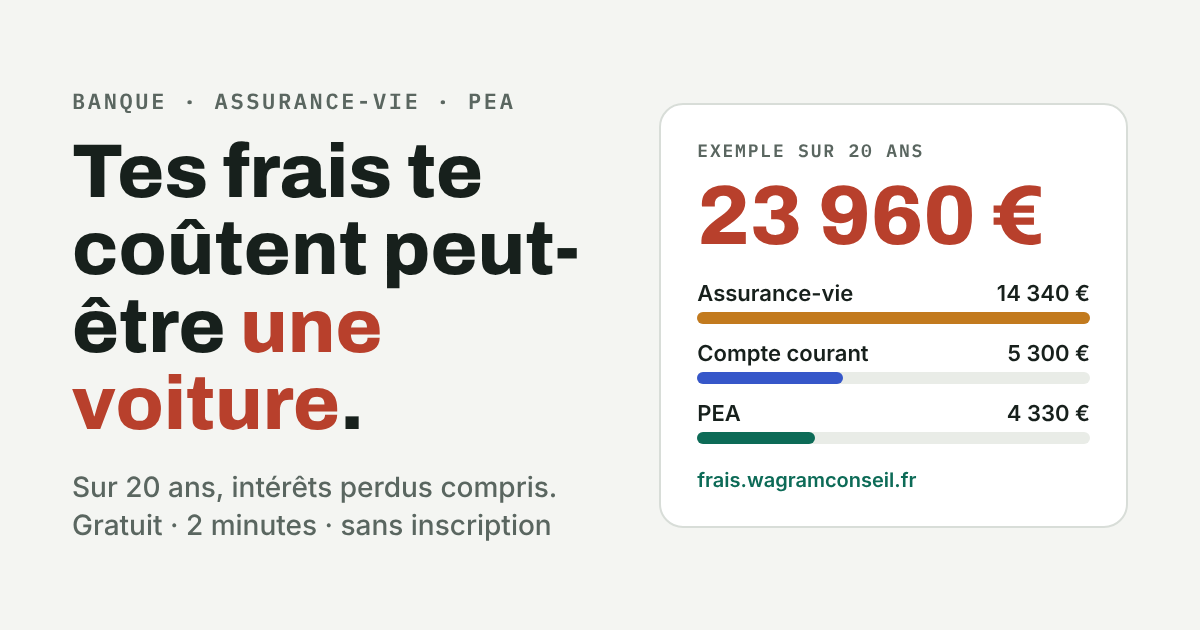 BANQUE · ASSURANCE-VIE · PEA
Tes frais te
coûtent peut-
être une
voiture.
Sur 20 ans, intérêts perdus compris.
Gratuit · 2 minutes · sans inscription
EXEMPLE SUR 20 ANS
23 960 €
Assurance-vie 14 340 €
Compte courant 5 300 €
PEA 4 330 €
frais.wagramconseil.fr